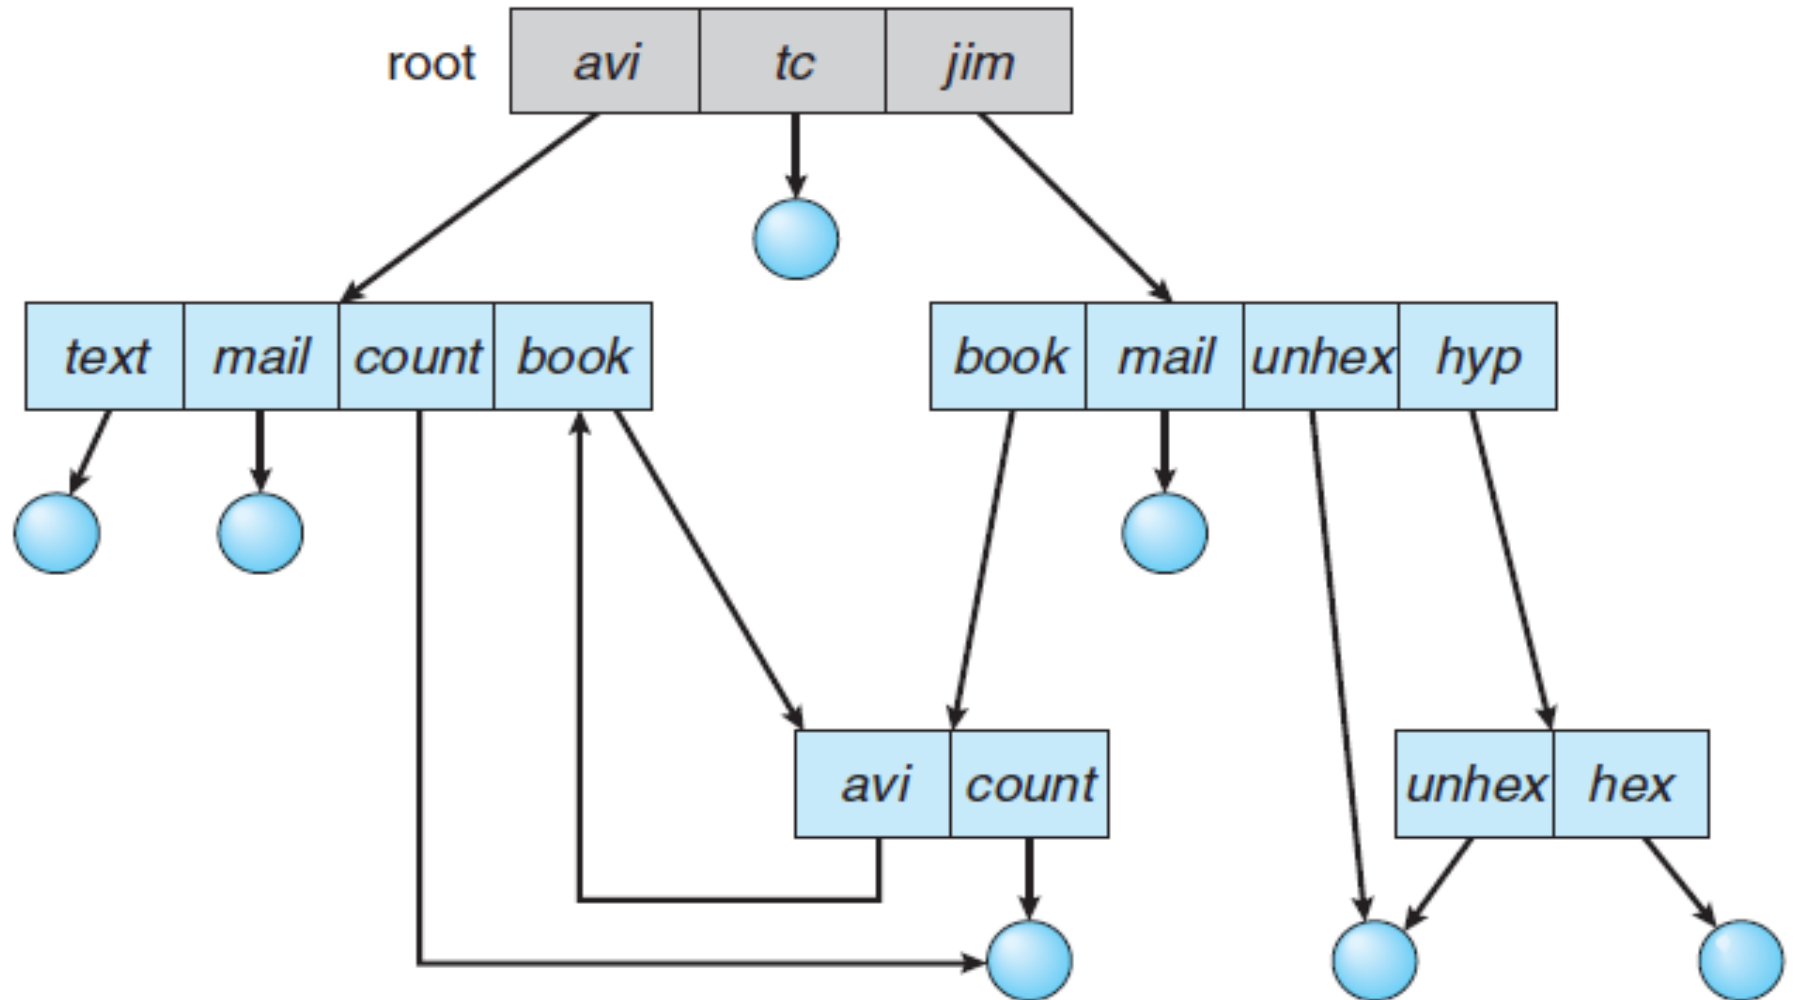 root avi tc jim
text mail count book book mail unhex hyp
avi count unhex hex